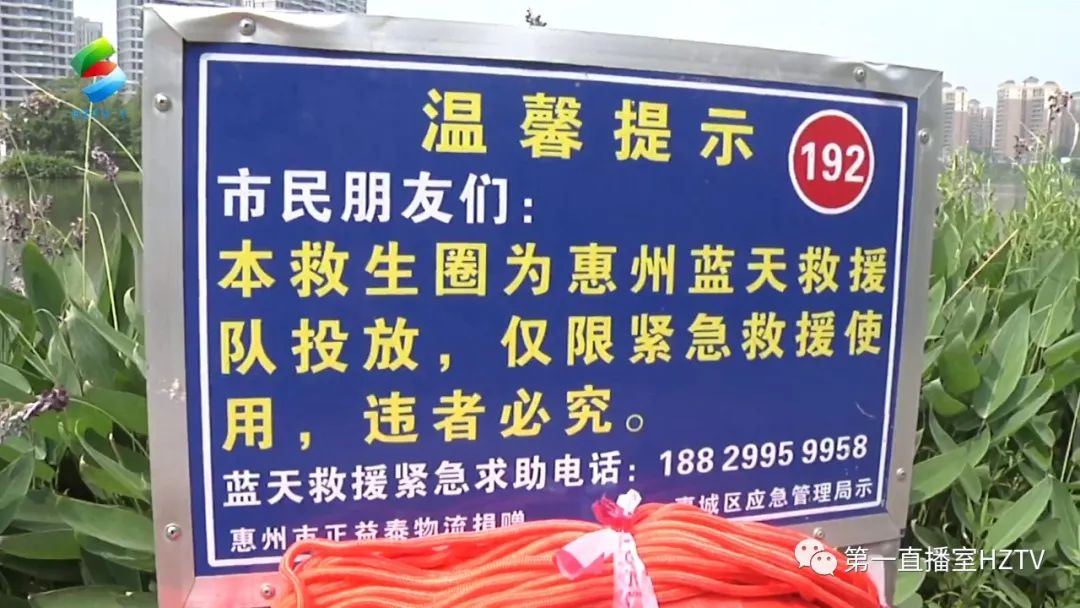 温馨提示
192
市民朋友们：
本救生圈为惠州蓝天救援
队投放，仅限紧急救援使
用，违者必究。
蓝天救援紧急求助电话：188 2995 9958
惠州市正益泰物流捐赠
惠城区应急管理局示
第一直播室HZTV